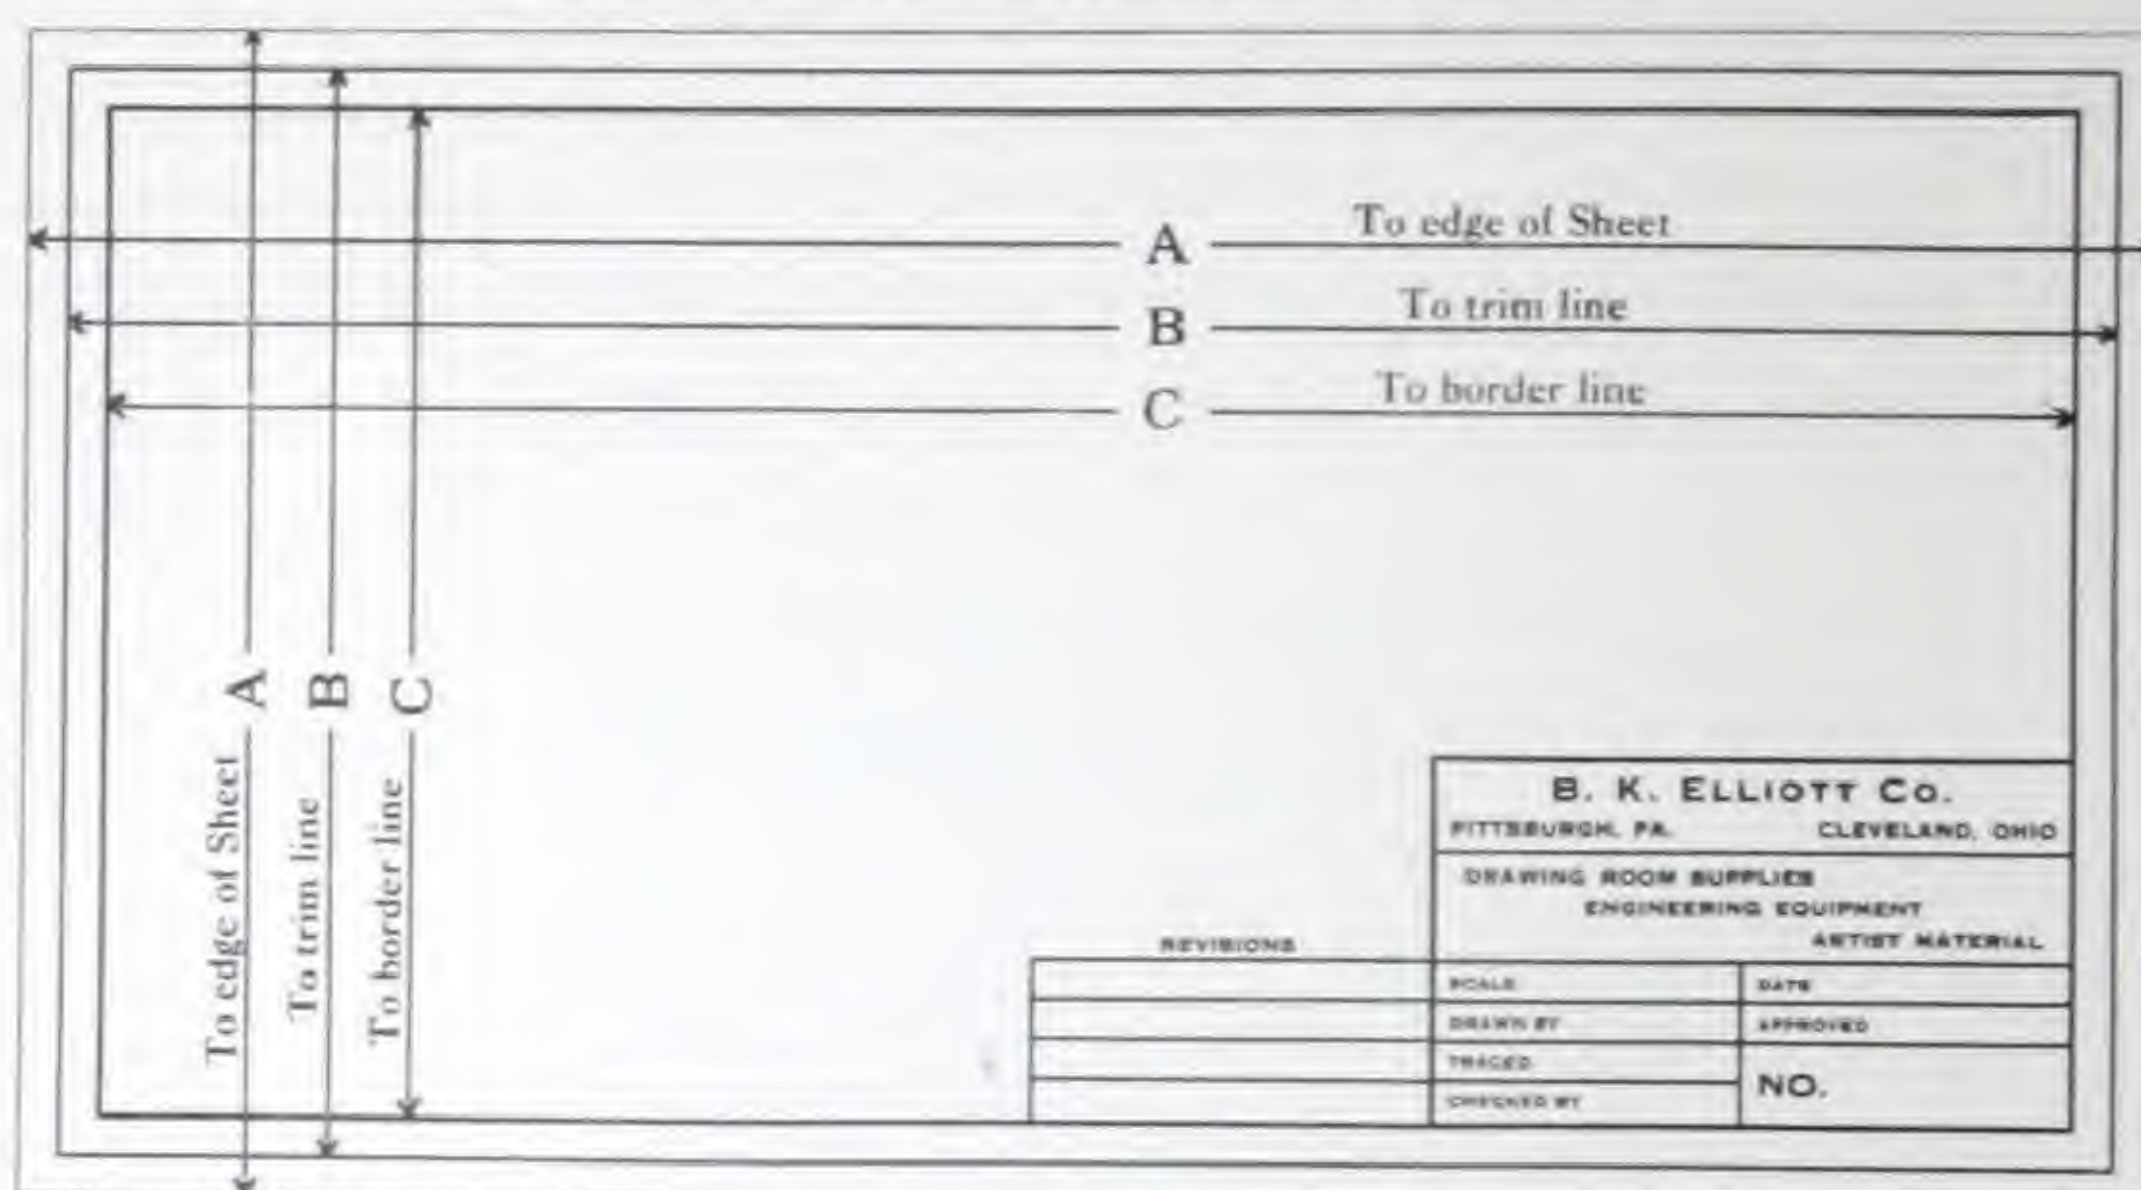 A To edge of Sheet
B To trim line
C To border line
A
To edge of Sheet
B
To trim line
C
To border line
B. K. ELLIOTT CO.
PITTSBURGH, PA. CLEVELAND, OHIO
DRAWING ROOM SUPPLIES
ENGINEERING EQUIPMENT
ARTIST MATERIAL
REVISIONS
SCALE DATE
DRAWN BY APPROVED
TRACED
NO.
CHECKED BY